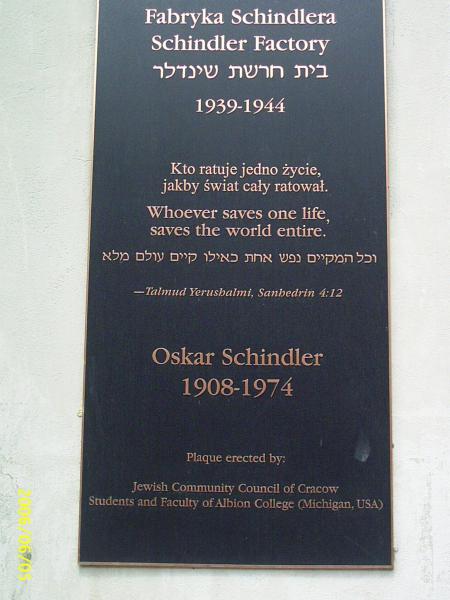 Fabryka Schindlera
Schindler Factory
בית חרשת שינדלר
1939-1944
Kto ratuje jedno życie,
jakby świat cały ratował.
Whoever saves one life,
saves the world entire.
וכל המקיים נפש אחת כאילו קיים עולם מלא
—Talmud Yerushalmi, Sanhedrin 4:12
Oskar Schindler
1908-1974
Plaque erected by:
Jewish Community Council of Cracow
Students and Faculty of Albion College (Michigan, USA)
2006/06/05